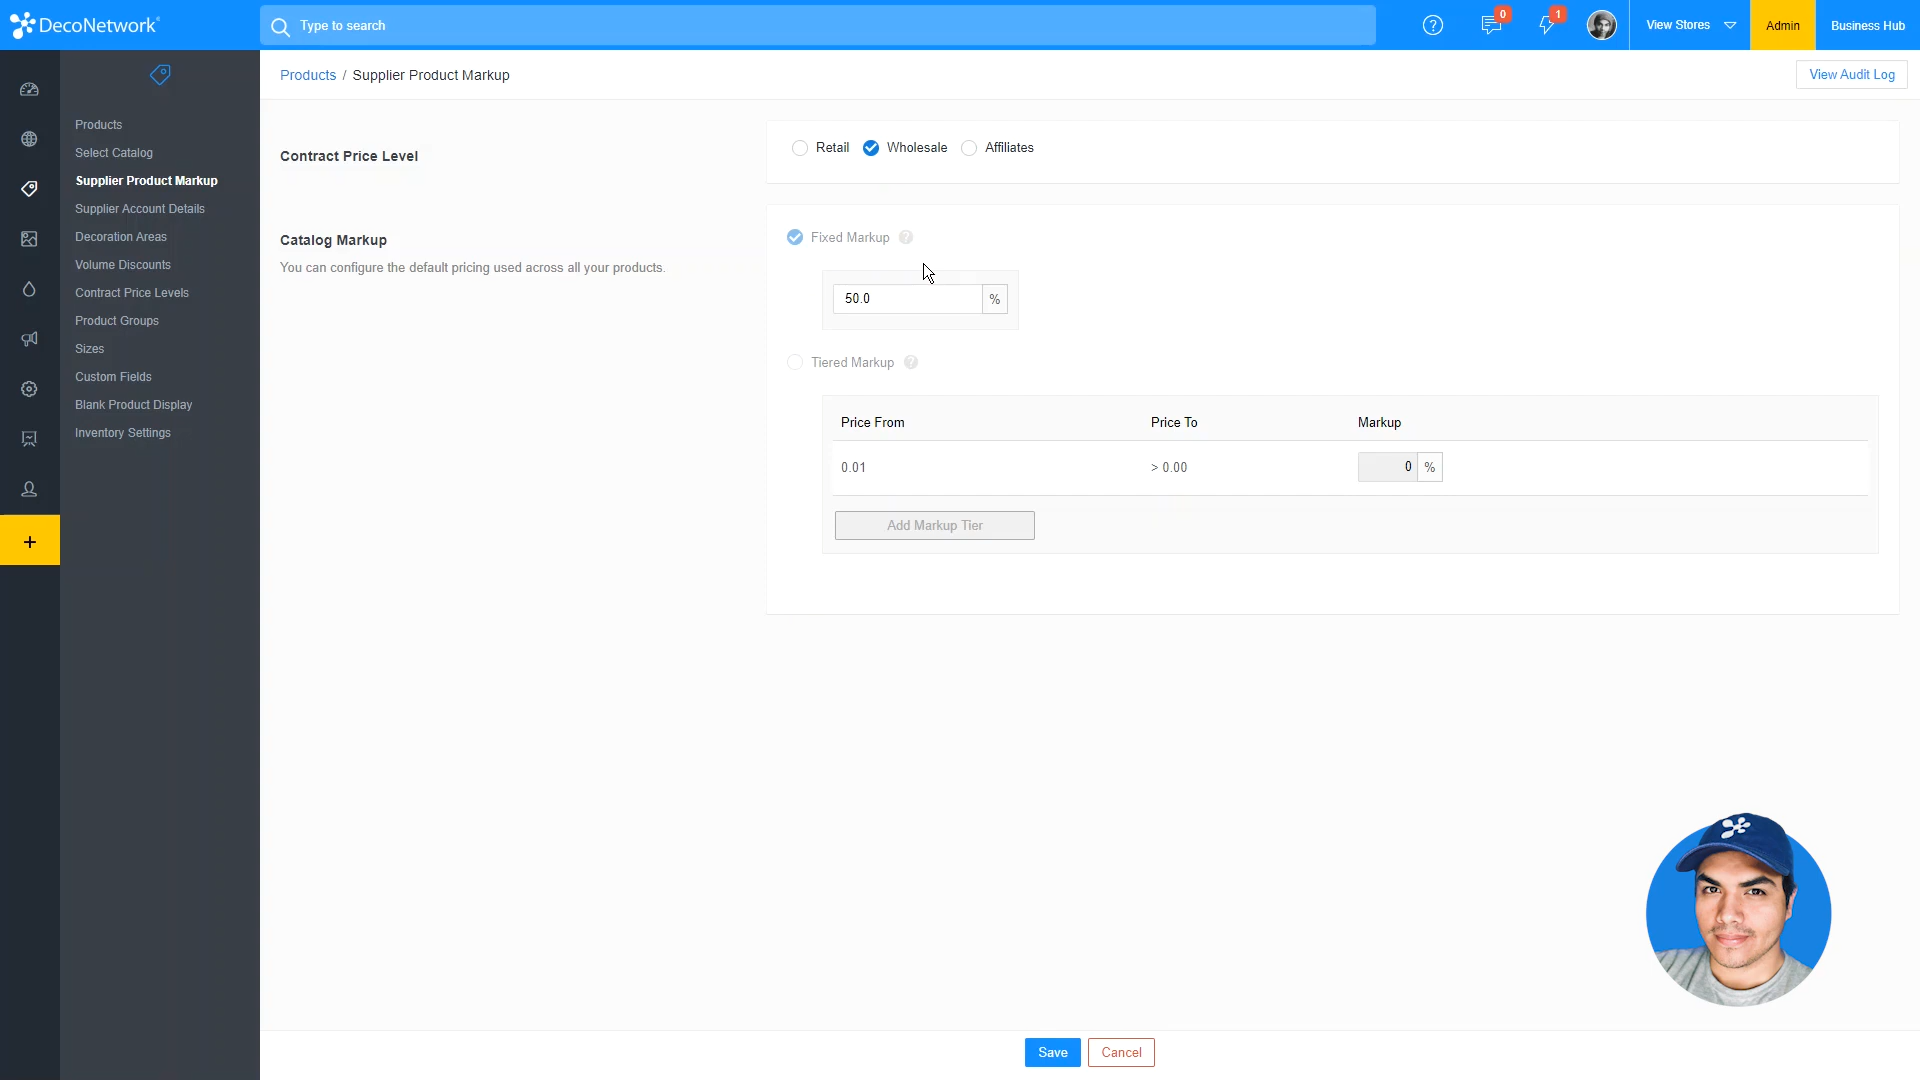 DecoNetwork
Type to search
0
1
View Stores
Admin
Business Hub
Products / Supplier Product Markup
View Audit Log
Products
Select Catalog
Supplier Product Markup
Supplier Account Details
Decoration Areas
Volume Discounts
Contract Price Levels
Product Groups
Sizes
Custom Fields
Blank Product Display
Inventory Settings
+
Contract Price Level
Retail
Wholesale
Affiliates
Catalog Markup
You can configure the default pricing used across all your products.
Fixed Markup ?
50.0 %
Tiered Markup ?
Price From Price To Markup
0.01 > 0.00 0 %
Add Markup Tier
Save
Cancel